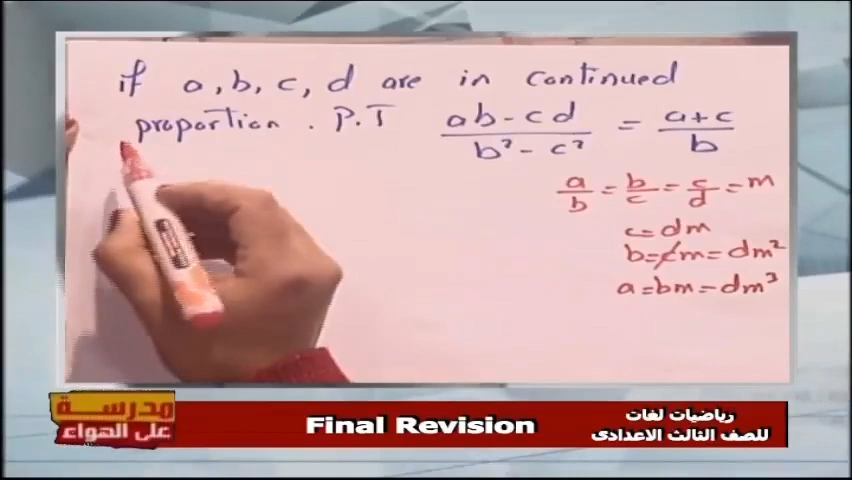 if a, b, c, d are in continued
proportion. P.T (ab - cd)/(b² - c²) = (a + c)/b
a/b = b/c = c/d = m
c = dm
b = cm = dm²
a = bm = dm³
مدرسة
على الهواء
Final Revision
رياضيات لغات
للصف الثالث الاعدادى